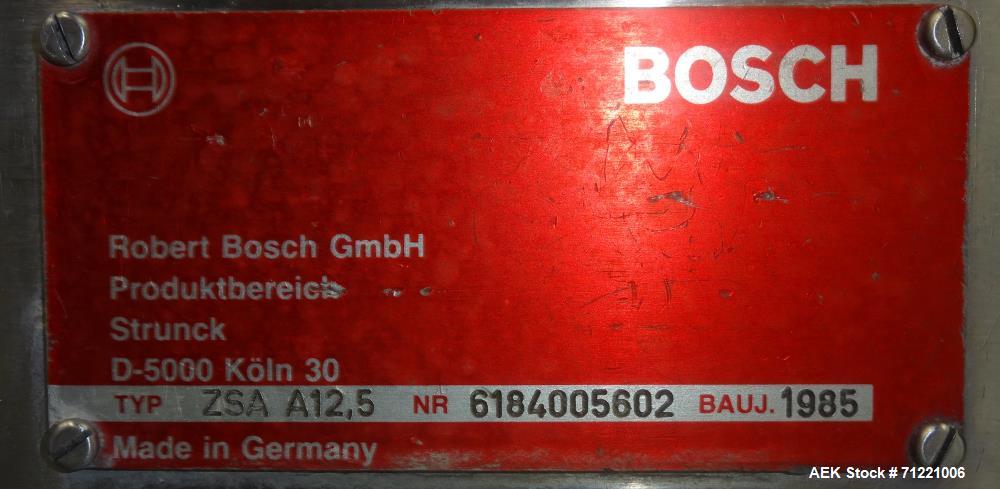 BOSCH
Robert Bosch GmbH
Produktbereich
Strunck
D-5000 Köln 30
TYP ZSA A12,5 NR 6184005602 BAUJ. 1985
Made in Germany
AEK Stock # 71221006